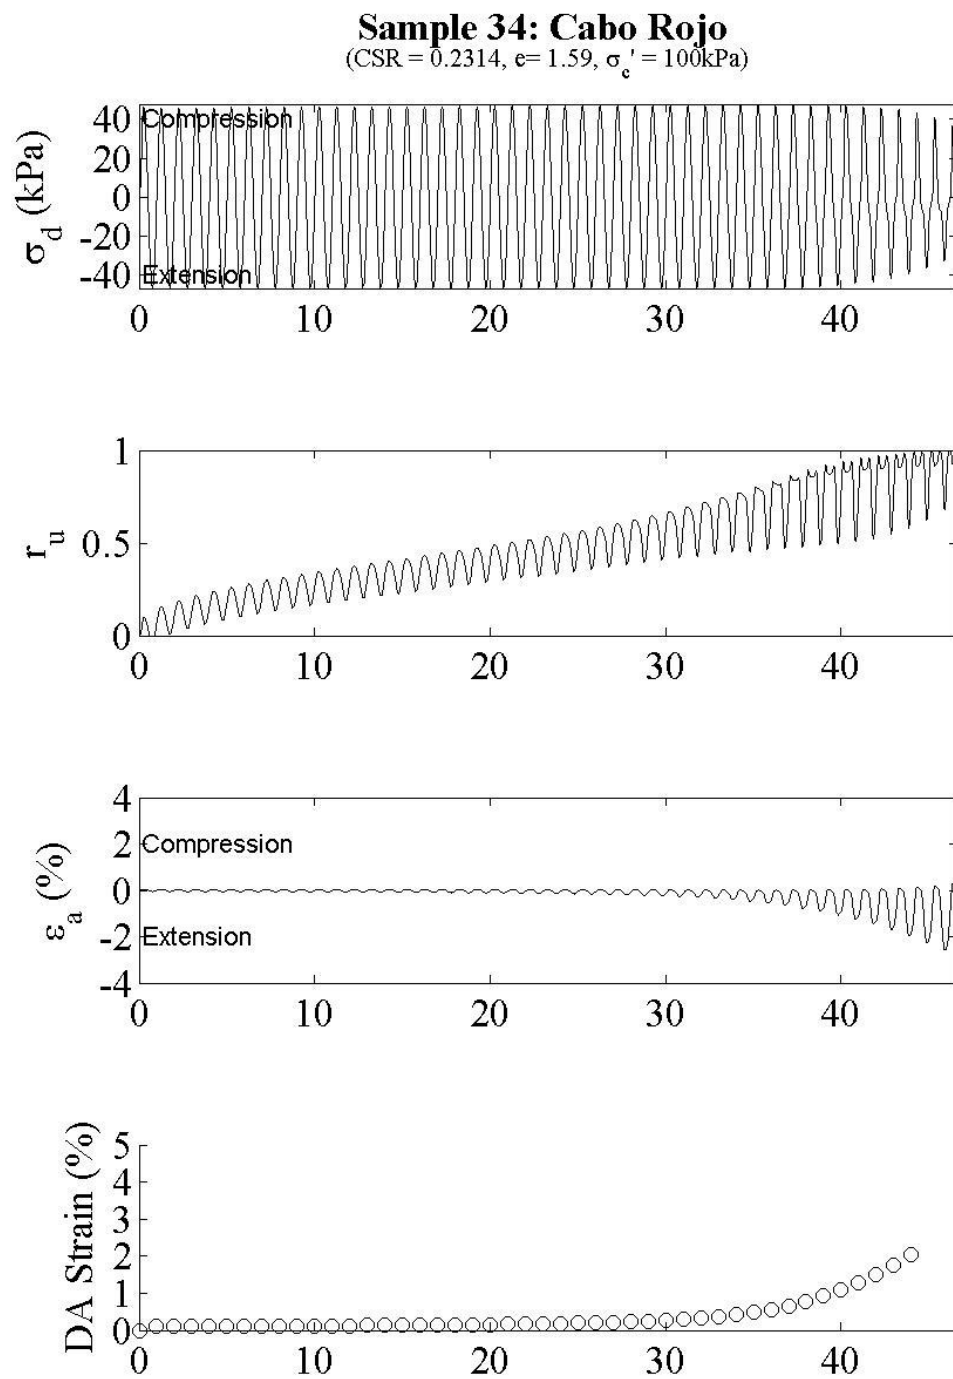 Sample 34: Cabo Rojo
(CSR = 0.2314, e= 1.59, σc' = 100kPa)
σd (kPa)
40
20
0
-20
-40
Compression
Extension
0 10 20 30 40
ru
1
0.5
0
0 10 20 30 40
εa (%)
4
2
0
-2
-4
Compression
Extension
0 10 20 30 40
DA Strain (%)
5
4
3
2
1
0
0 10 20 30 40